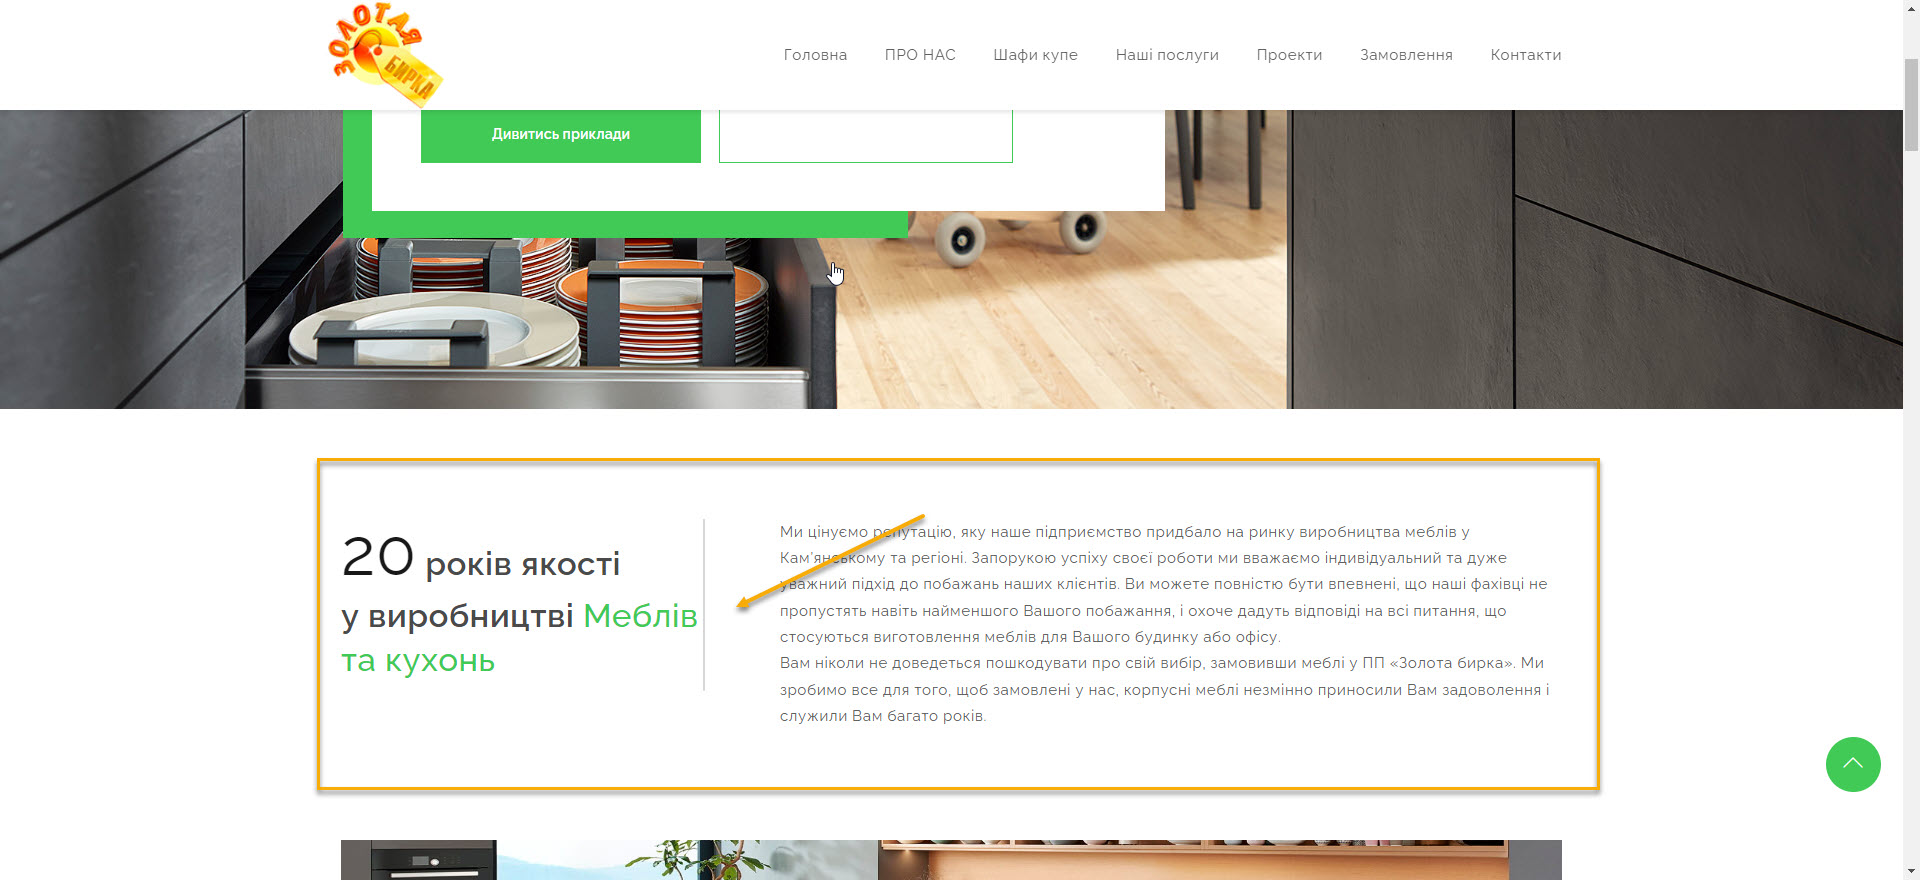 ЗОЛОТАЯ
БИРКА
Головна
ПРО НАС
Шафи купе
Наші послуги
Проекти
Замовлення
Контакти
Дивитись приклади
20 років якості
у виробництві Меблів
та кухонь
Ми цінуємо репутацію, яку наше підприємство придбало на ринку виробництва меблів у
Кам'янському та регіоні. Запорукою успіху своєї роботи ми вважаємо індивідуальний та дуже
уважний підхід до побажань наших клієнтів. Ви можете повністю бути впевнені, що наші фахівці не
пропустять навіть найменшого Вашого побажання, і охоче дадуть відповіді на всі питання, що
стосуються виготовлення меблів для Вашого будинку або офісу.
Вам ніколи не доведеться пошкодувати про свій вибір, замовивши меблі у ПП «Золота бирка». Ми
зробимо все для того, щоб замовлені у нас, корпусні меблі незмінно приносили Вам задоволення і
служили Вам багато років.